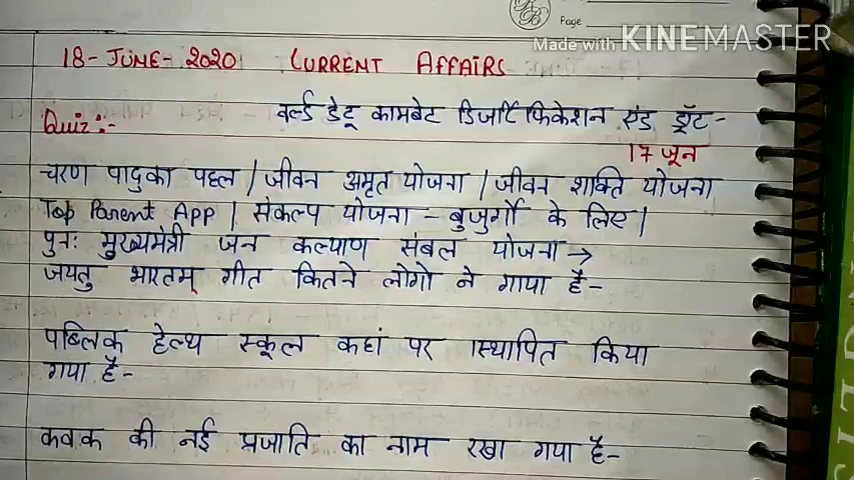 Page
Made with KINEMASTER
18-JUNE-2020 CURRENT AFFAIRS
Quiz:- वर्ल्ड डेटू कामबेट डिजर्टिफिकेशन एंड ड्रॉट-
17 जून
चरण पादुका पहल / जीवन अमृत योजना / जीवन शक्ति योजना
Top Parent App | संकल्प योजना - बुजुर्गो के लिए |
पुनः मुख्यमंत्री जन कल्याण संबल योजना →
जयतु भारतम् गीत कितने लोगो ने गाया है-
पब्लिक हेल्थ स्कूल कहां पर स्थापित किया
गया है-
कवक की नई प्रजाति का नाम रखा गया है-